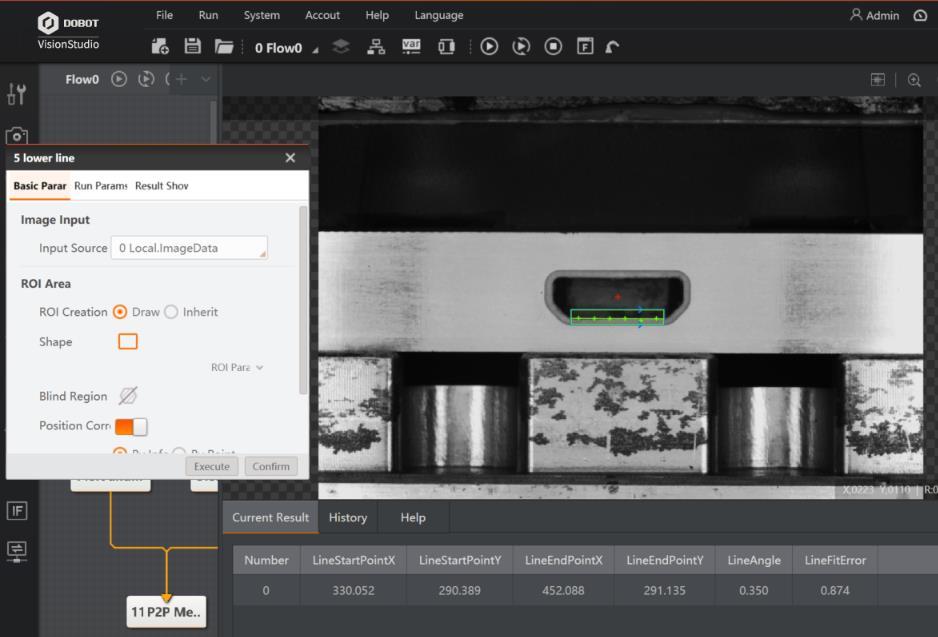 DOBOT
VisionStudio
File Run System Accout Help Language
Admin
0 Flow0
var
F
Flow0
5 lower line
Basic Parar Run Params Result Shov
Image Input
Input Source 0 Local.ImageData
ROI Area
ROI Creation Draw Inherit
Shape
ROI Para
Blind Region
Position Corr
Execute Confirm
IF
11 P2P Me..
X,0223 Y,0110 | R:0
Current Result History Help
Number LineStartPointX LineStartPointY LineEndPointX LineEndPointY LineAngle LineFitError
0 330.052 290.389 452.088 291.135 0.350 0.874